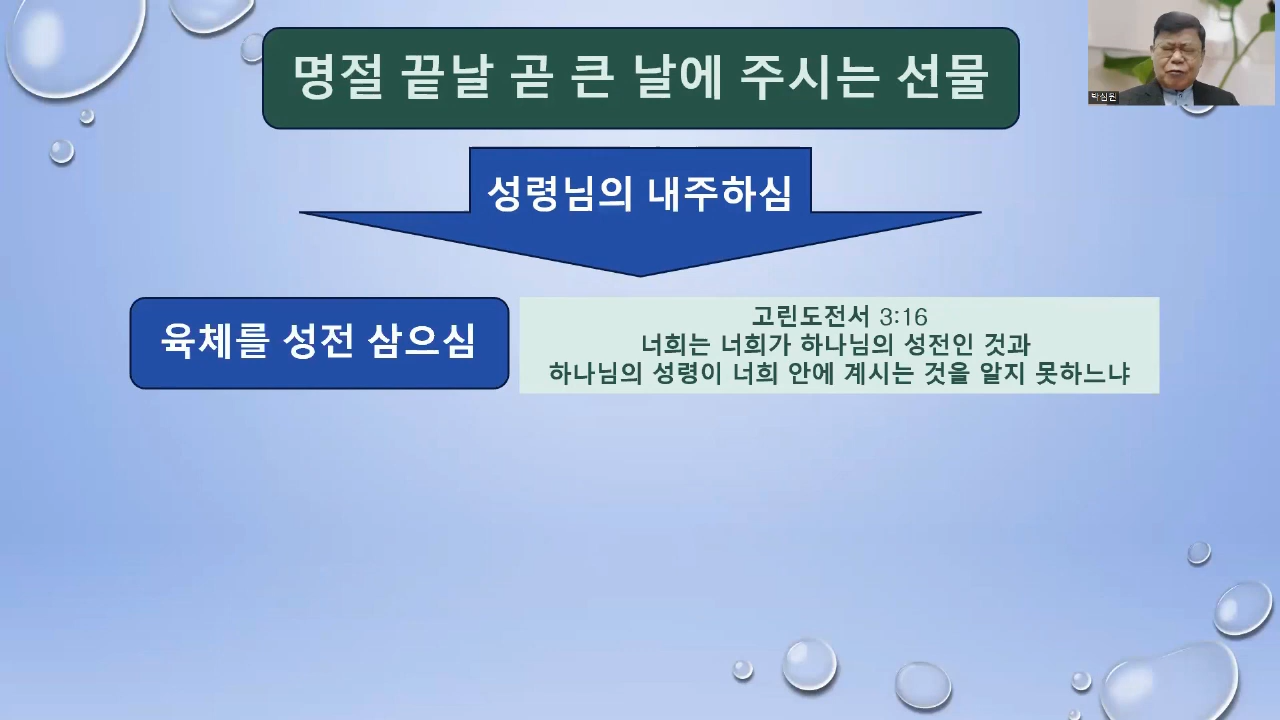 명절 끝날 곧 큰 날에 주시는 선물
박심원
성령님의 내주하심
육체를 성전 삼으심
고린도전서 3:16
너희는 너희가 하나님의 성전인 것과
하나님의 성령이 너희 안에 계시는 것을 알지 못하느냐